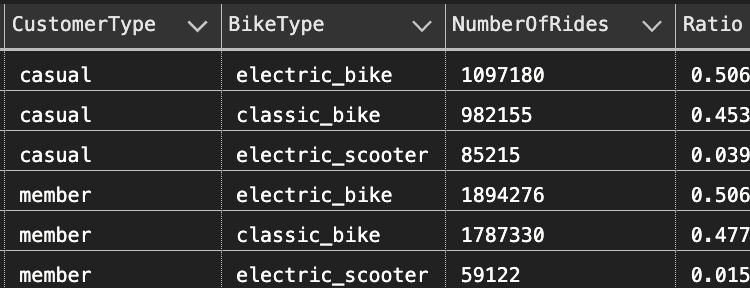 CustomerType BikeType NumberOfRides Ratio
casual electric_bike 1097180 0.506
casual classic_bike 982155 0.453
casual electric_scooter 85215 0.039
member electric_bike 1894276 0.506
member classic_bike 1787330 0.477
member electric_scooter 59122 0.015